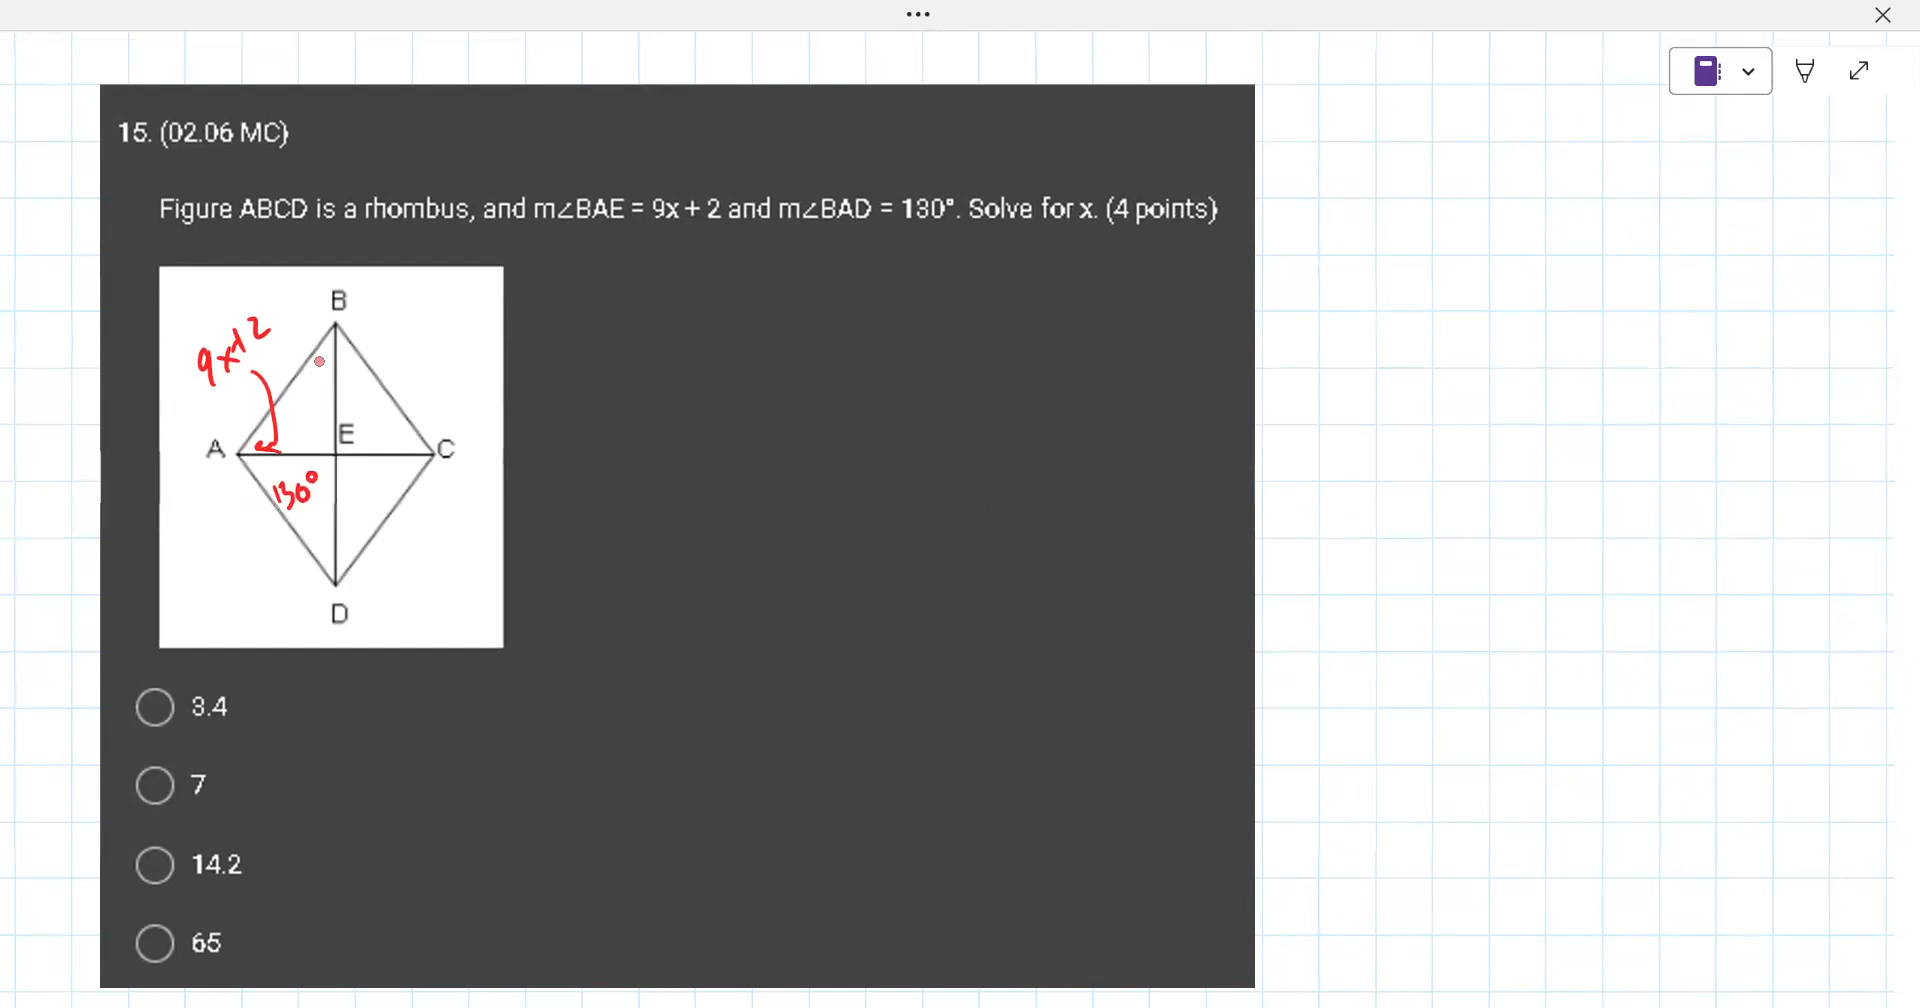 15. (02.06 MC)
Figure ABCD is a rhombus, and m∠BAE = 9x + 2 and m∠BAD = 130°. Solve for x. (4 points)
B
9x+2
E
A
C
130°
D
3.4
7
14.2
65